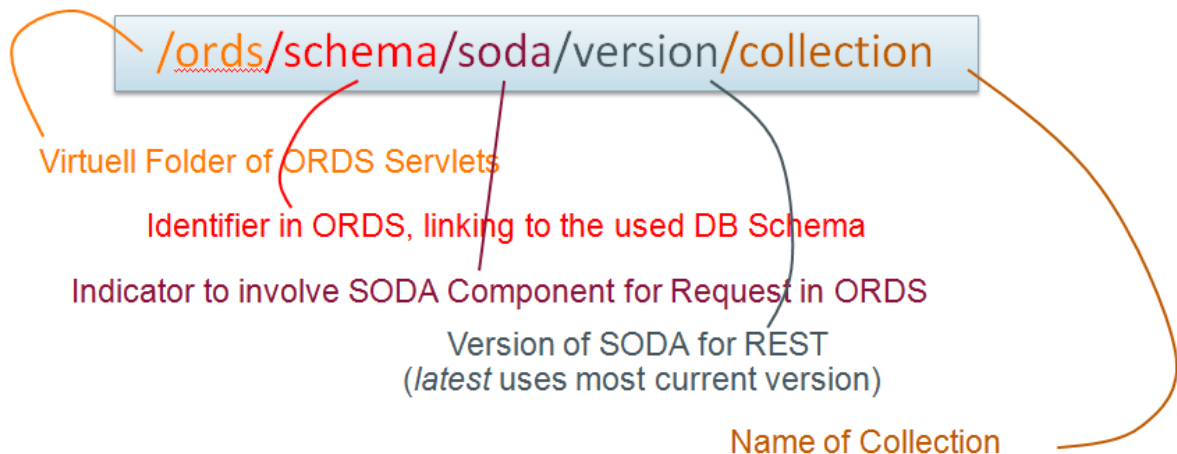 /ords/schema/soda/version/collection
Virtuell Folder of ORDS Servlets
Identifier in ORDS, linking to the used DB Schema
Indicator to involve SODA Component for Request in ORDS
Version of SODA for REST
(latest uses most current version)
Name of Collection